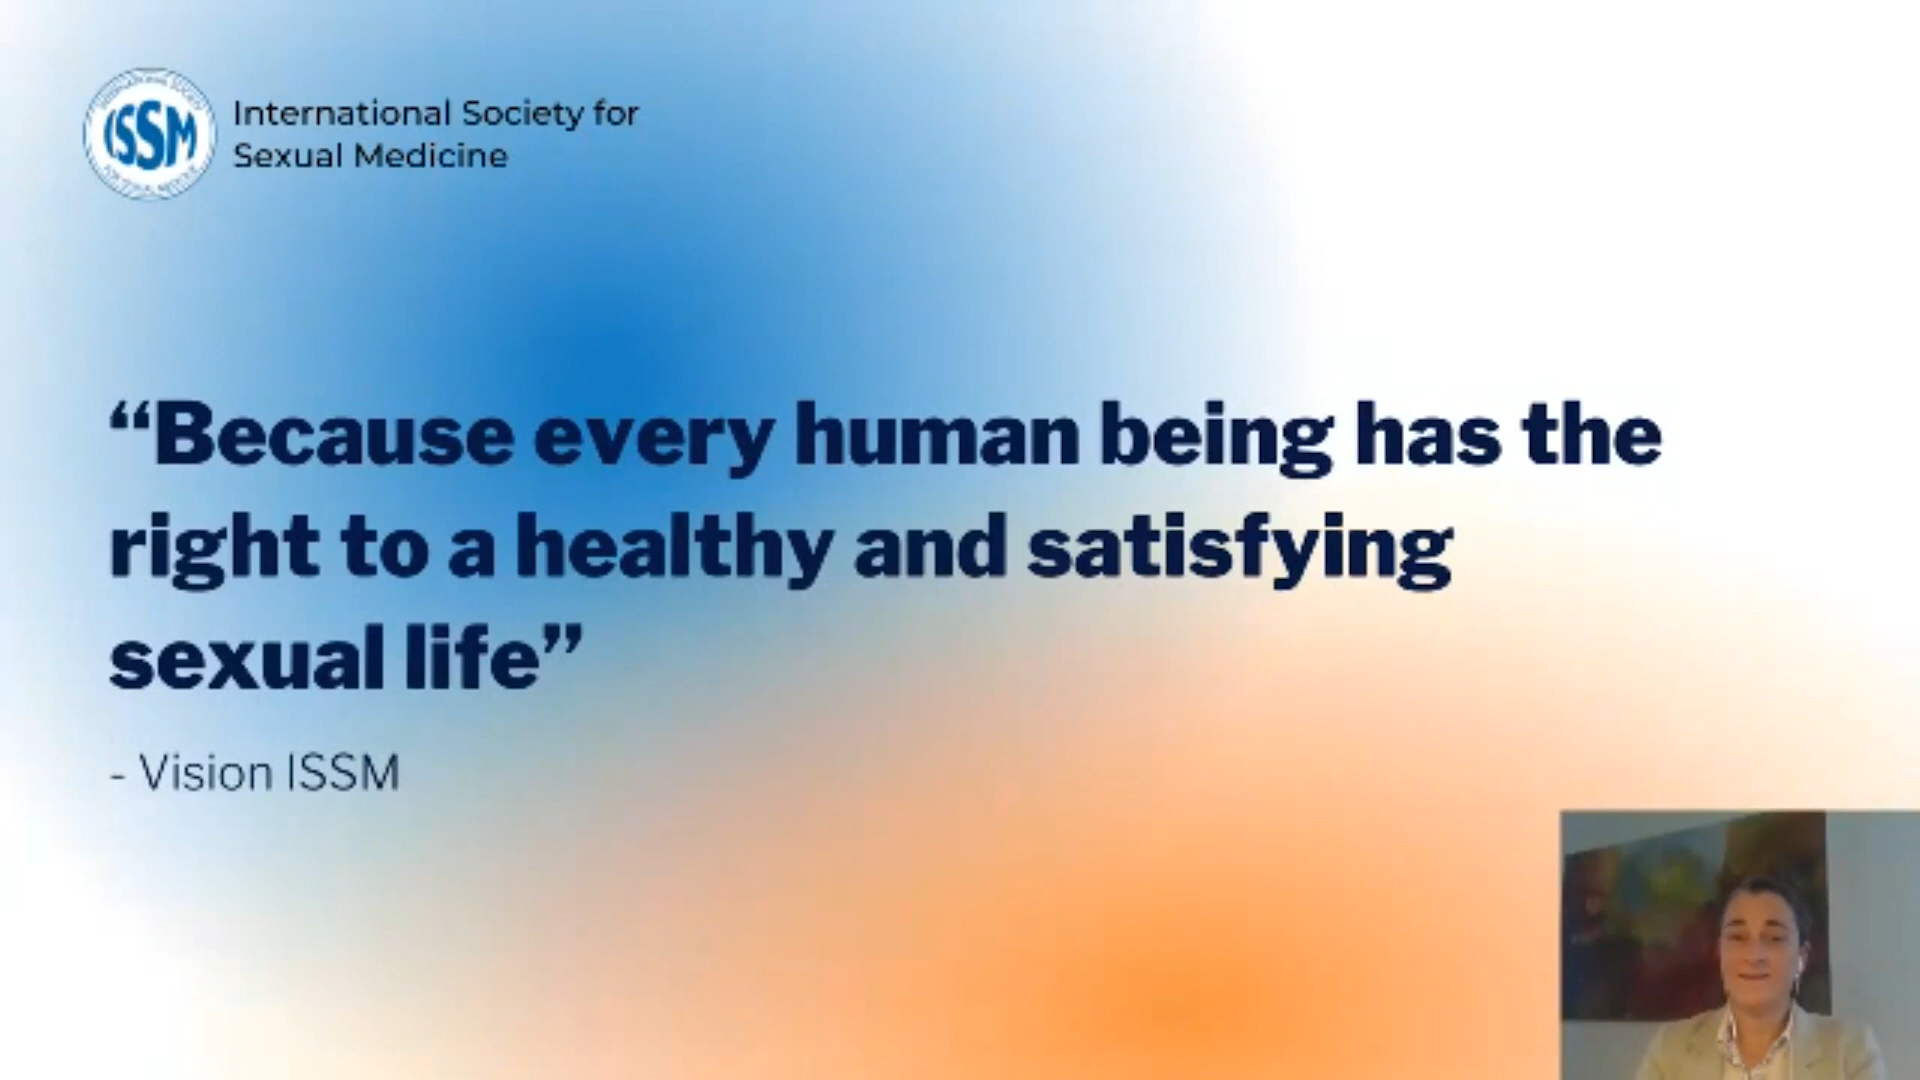 ISSM
International Society for
Sexual Medicine
“Because every human being has the
right to a healthy and satisfying
sexual life”
- Vision ISSM